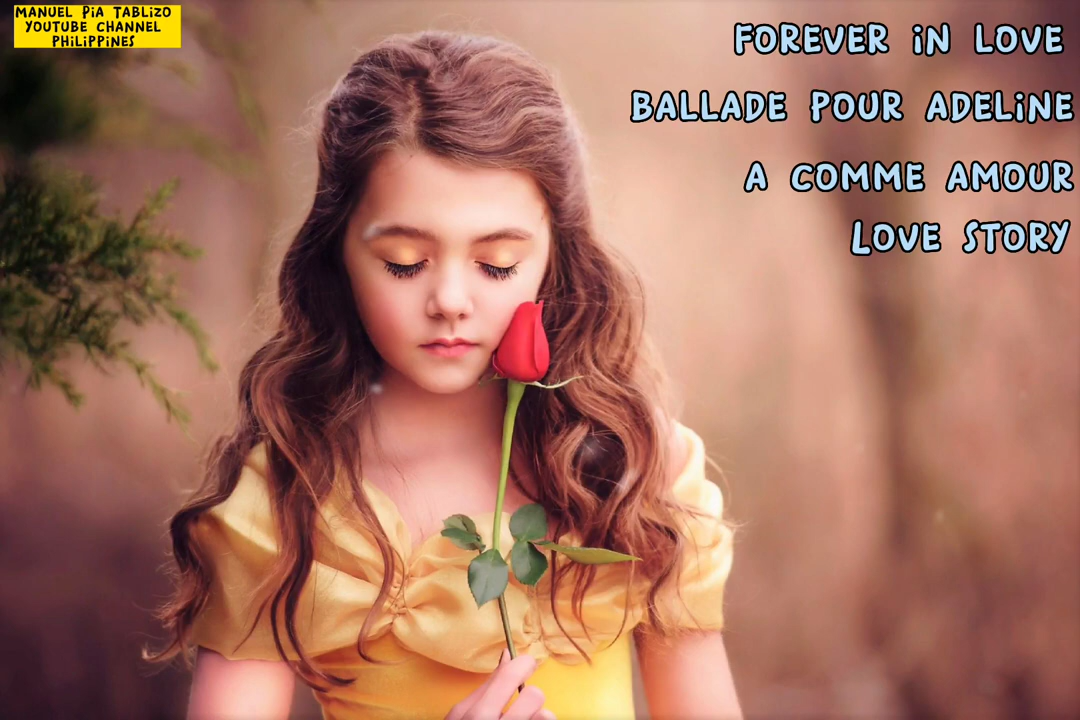 MANUEL PiA TABLiZO
YOUTUBE CHANNEL
PHiLiPPiNES
FOREVER iN LOVE
BALLADE POUR ADELiNE
A COMME AMOUR
LOVE STORY